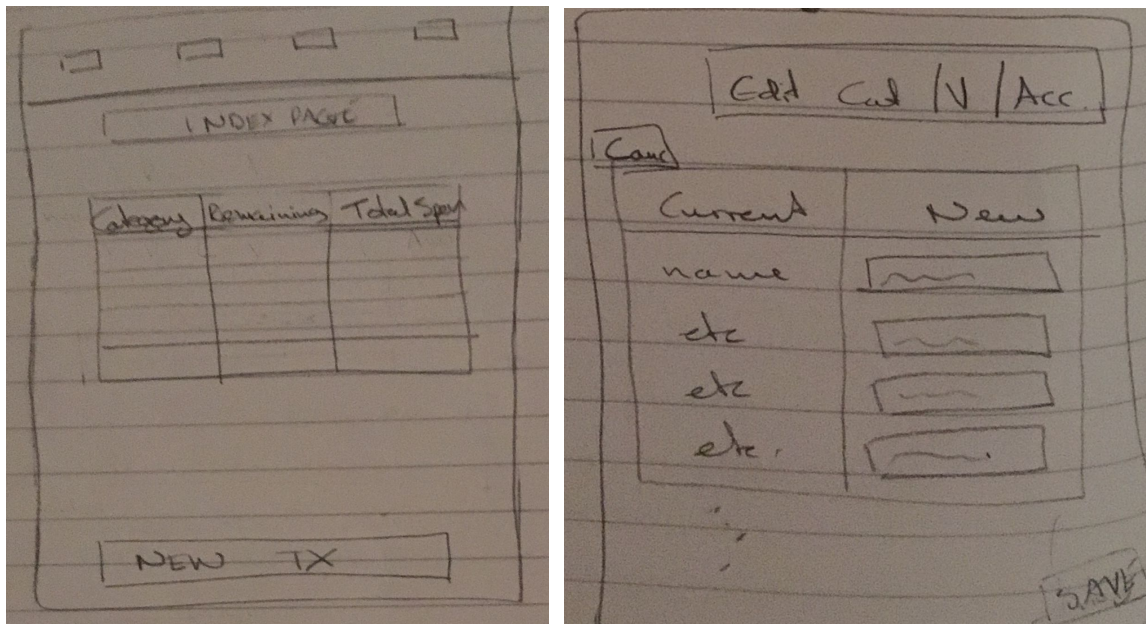 INDEX PAGE
Category Remaining Total Spent
NEW TX
Edit Cat / V / Acc.
Canc
Current New
name
etc
etc
etc.
SAVE